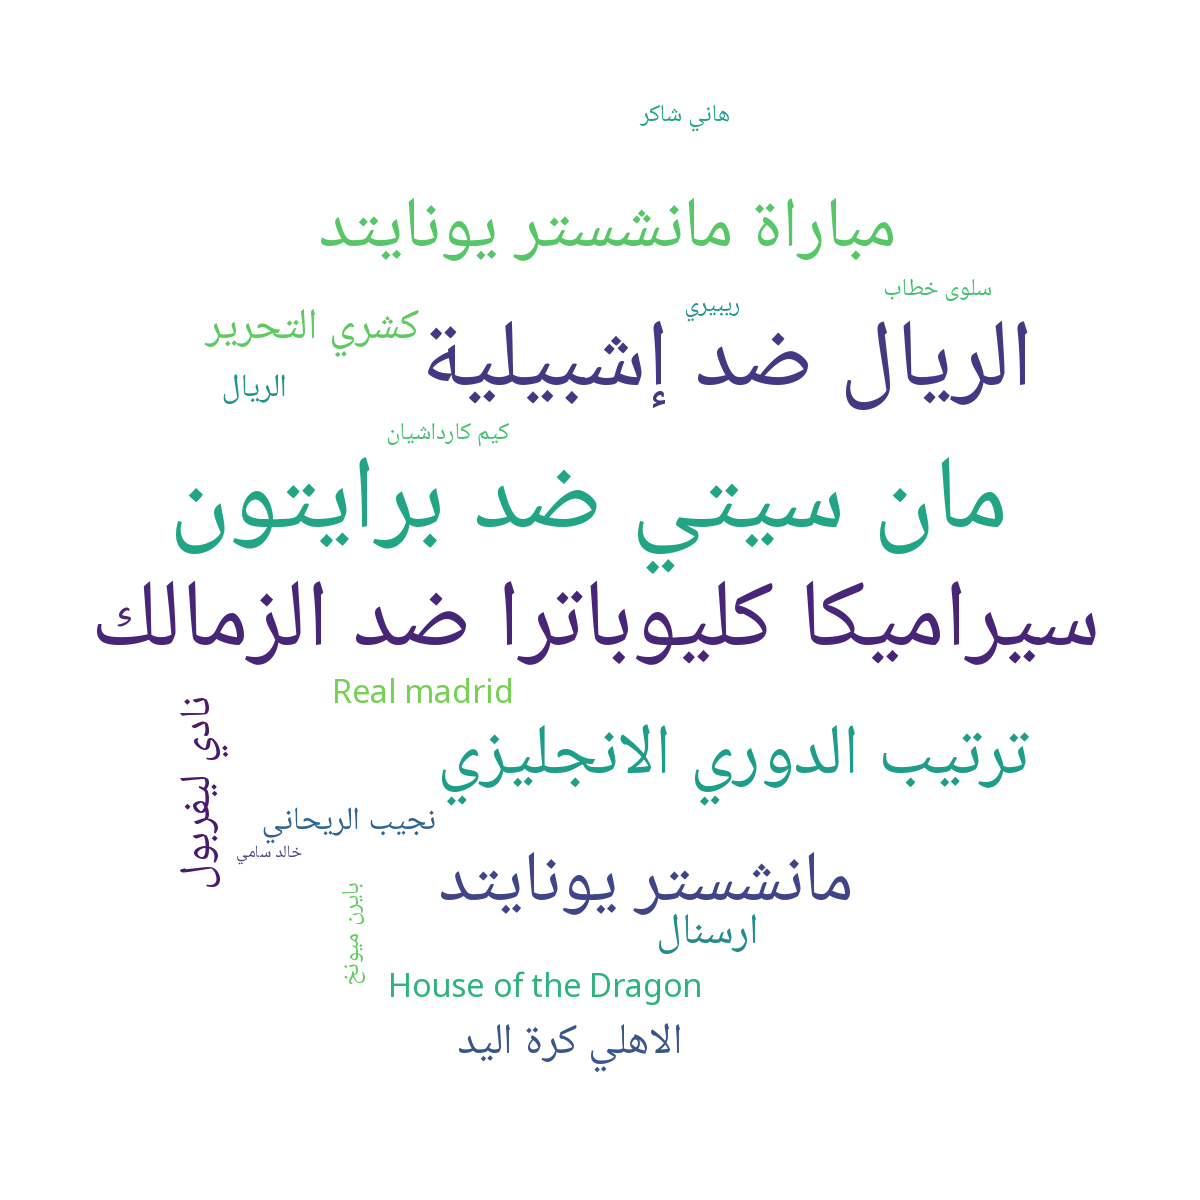 هاني شاكر
مباراة مانشستر يونايتد
سلوى خطاب
ريبيري
كشري التحرير
الريال ضد إشبيلية
الريال
كيم كارداشيان
مان سيتي ضد برايتون
سيراميكا كليوباترا ضد الزمالك
Real madrid
نادي ليفربول
ترتيب الدوري الانجليزي
نجيب الريحاني
خالد سامي
مانشستر يونايتد
بايرن ميونخ
ارسنال
House of the Dragon
الاهلي كرة اليد